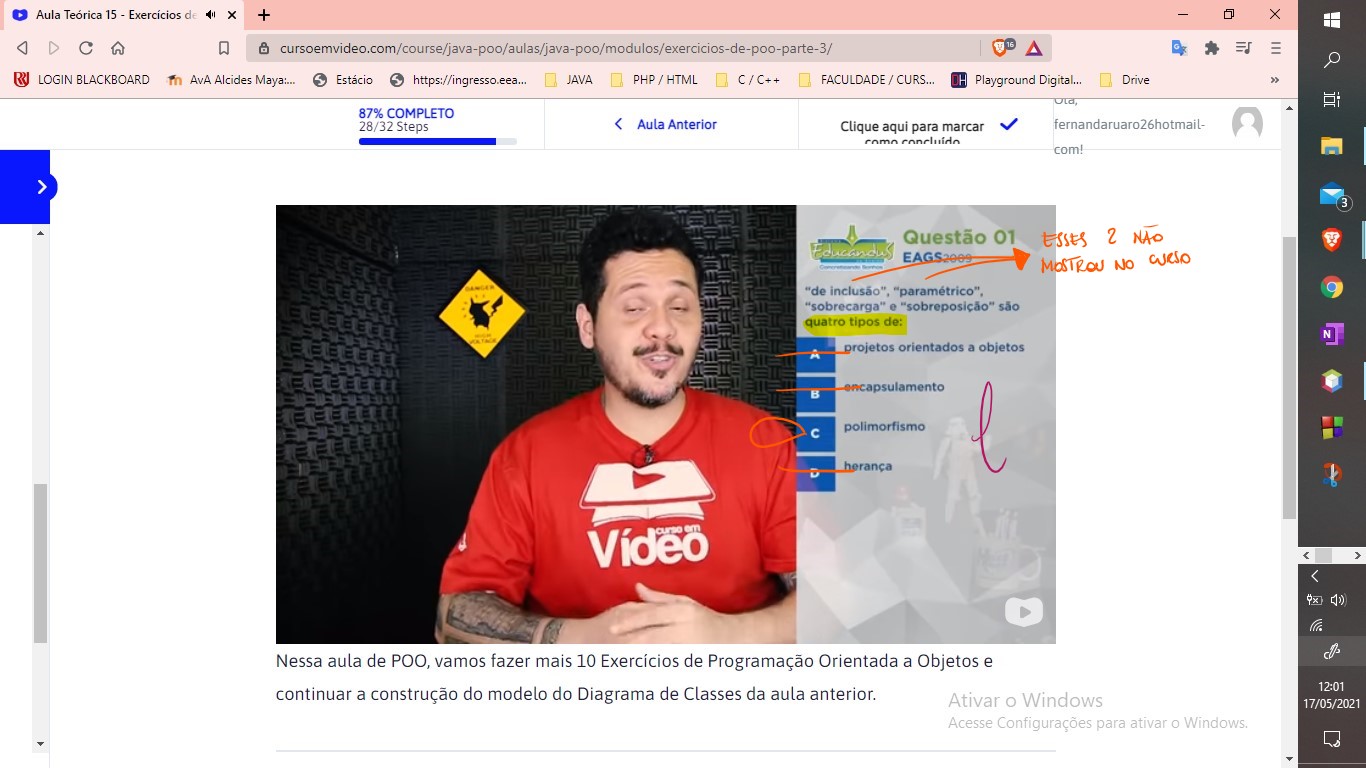 Aula Teórica 15 - Exercícios de
cursoemvideo.com/course/java-poo/aulas/java-poo/modulos/exercicios-de-poo-parte-3/
16
LOGIN BLACKBOARD
AvA Alcides Maya:...
Estácio
https://ingresso.eea...
JAVA
PHP / HTML
C / C++
FACULDADE / CURS...
DH
Playground Digital...
Drive
»
87% COMPLETO
28/32 Steps
Aula Anterior
Clique aqui para marcar
como concluído
Olá,
fernandaruaro26hotmail-
com!
3
DANGER
VOLTAGE
Educandus
Concretizando Sonhos
Questão 01
EAGS2009
ESSES 2 NÃO
MOSTROU NO CURSO
"de inclusão", "paramétrico",
"sobrecarga" e "sobreposição" são
quatro tipos de:
A projetos orientados a objetos
B encapsulamento
C polimorfismo
D herança
curso em
Vídeo
Nessa aula de POO, vamos fazer mais 10 Exercícios de Programação Orientada a Objetos e
continuar a construção do modelo do Diagrama de Classes da aula anterior.
Ativar o Windows
Acesse Configurações para ativar o Windows.
12:01
17/05/2021